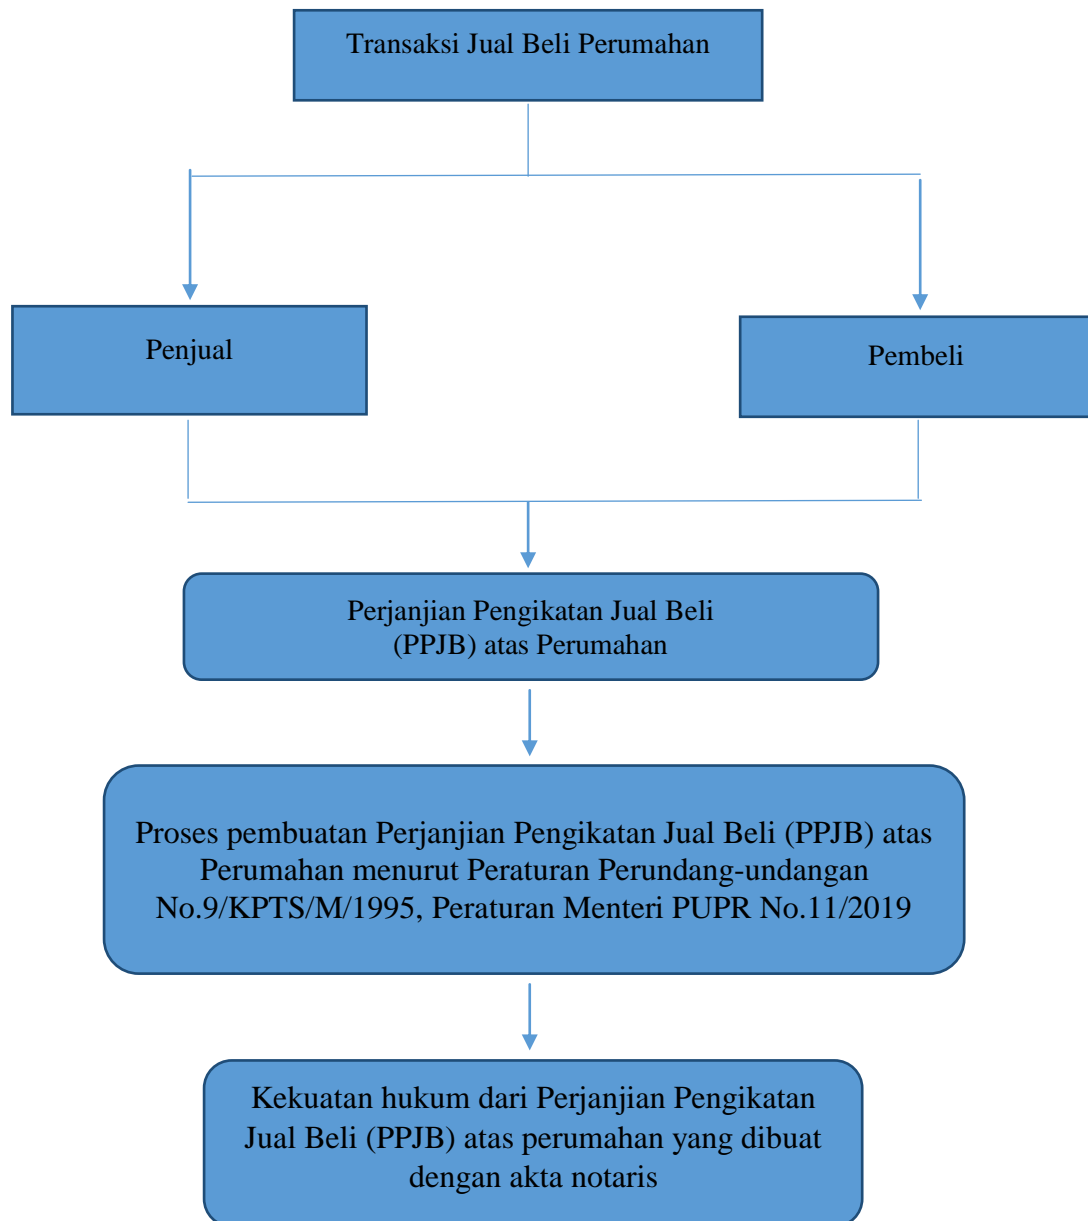 Transaksi Jual Beli Perumahan
Penjual
Pembeli
Perjanjian Pengikatan Jual Beli
(PPJB) atas Perumahan
Proses pembuatan Perjanjian Pengikatan Jual Beli (PPJB) atas
Perumahan menurut Peraturan Perundang-undangan
No.9/KPTS/M/1995, Peraturan Menteri PUPR No.11/2019
Kekuatan hukum dari Perjanjian Pengikatan
Jual Beli (PPJB) atas perumahan yang dibuat
dengan akta notaris